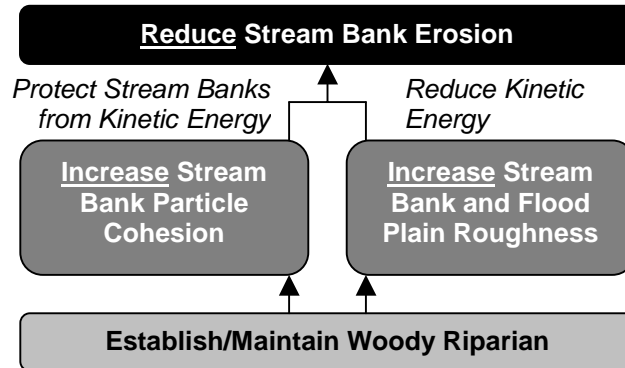 Reduce Stream Bank Erosion
Protect Stream Banks
from Kinetic Energy
Reduce Kinetic
Energy
Increase Stream
Bank Particle
Cohesion
Increase Stream
Bank and Flood
Plain Roughness
Establish/Maintain Woody Riparian